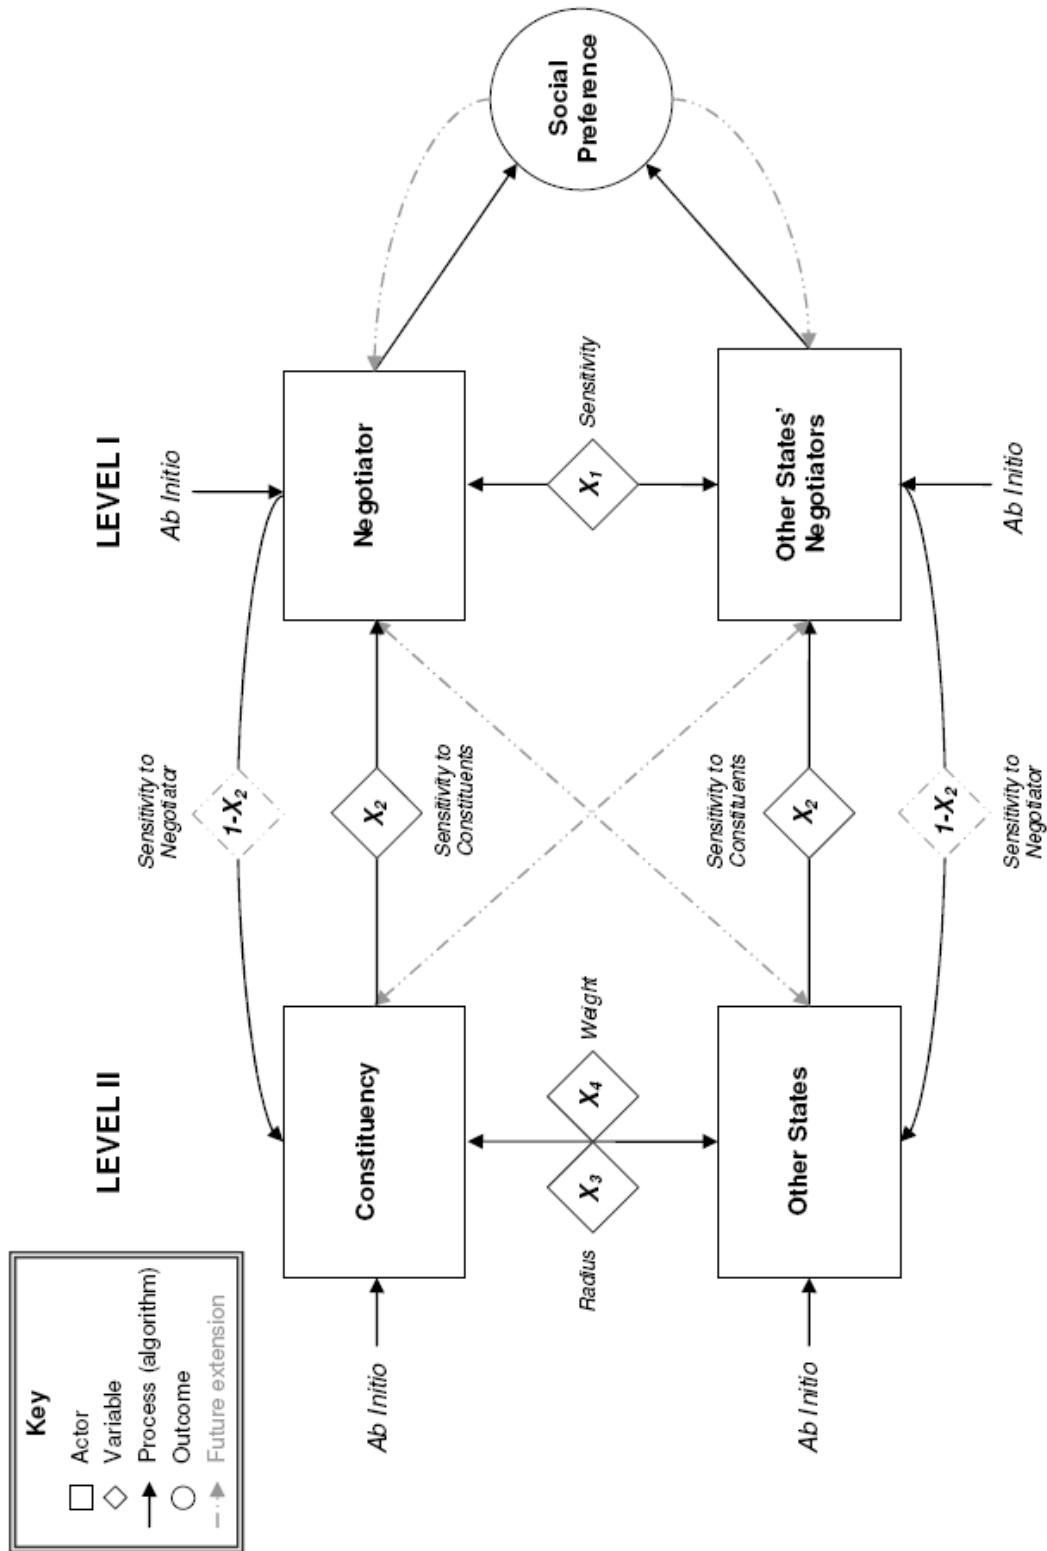 Key
Actor
Variable
Process (algorithm)
Outcome
Future extension
LEVEL II
LEVEL I
Ab Initio
Sensitivity to
Negotiator
1-X₂
Constituency
X₂
Sensitivity to
Constituents
Negotiator
Radius
X₃
X₄
Weight
X₁
Sensitivity
Social
Preference
Ab Initio
Ab Initio
Other States
Sensitivity to
Constituents
X₂
Other States'
Negotiators
1-X₂
Sensitivity to
Negotiator
Ab Initio